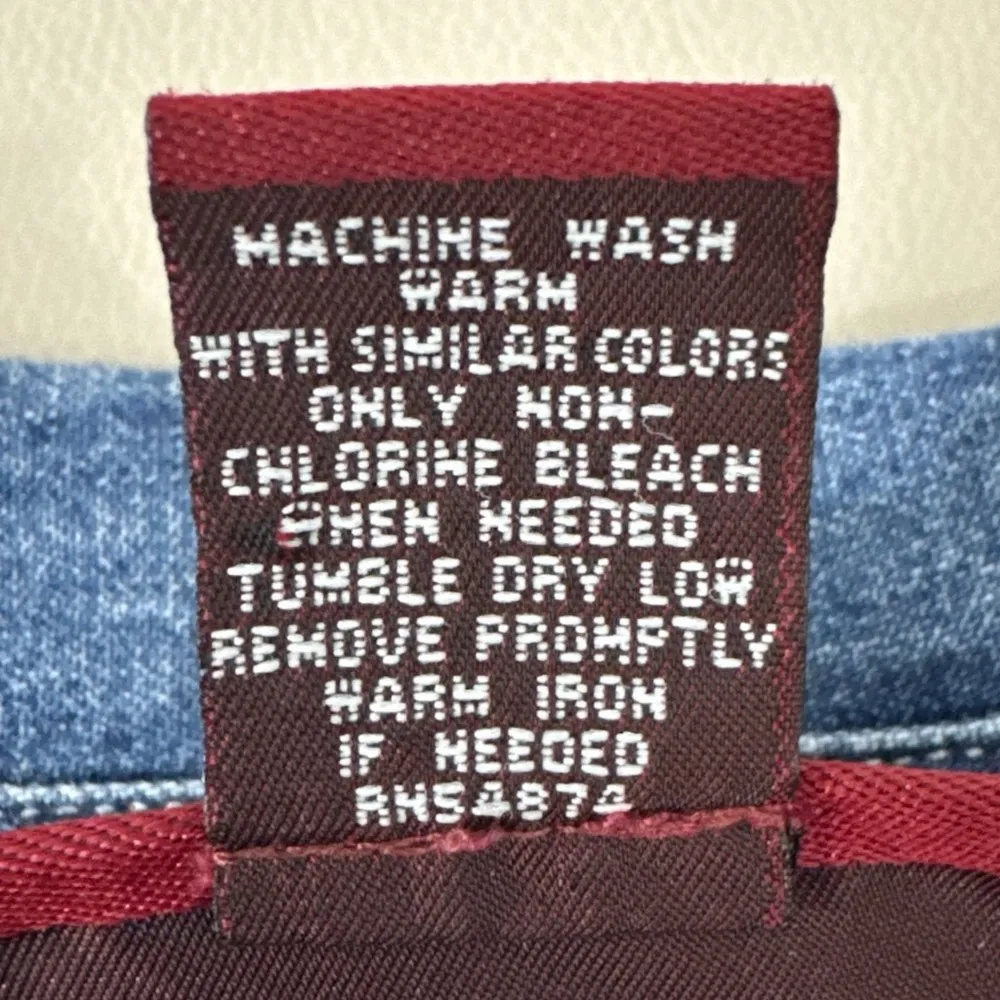 MACHINE WASH
WARM
WITH SIMILAR COLORS
ONLY NON-
CHLORINE BLEACH
WHEN NEEDED
TUMBLE DRY LOW
REMOVE PROMPTLY
WARM IRON
IF NEEDED
RN54874